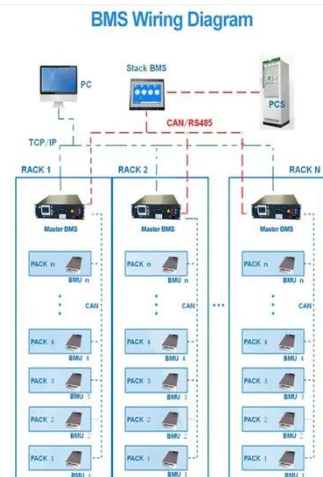 BMS Wiring Diagram
PC
Stack BMS
PCS
CAN/RS485
TCP/IP
RACK 1
RACK 2
RACK N
Master BMS
Master BMS
Master BMS
PACK n
BMU n
PACK n
BMU n
PACK n
BMU n
CAN
CAN
CAN
PACK 4
BMU 4
PACK 4
BMU 4
PACK 4
BMU 4
PACK 3
BMU 3
PACK 3
BMU 3
PACK 3
BMU 3
PACK 2
BMU 2
PACK 2
BMU 2
PACK 2
BMU 2
PACK 1
BMU 1
PACK 1
BMU 1
PACK 1
BMU 1